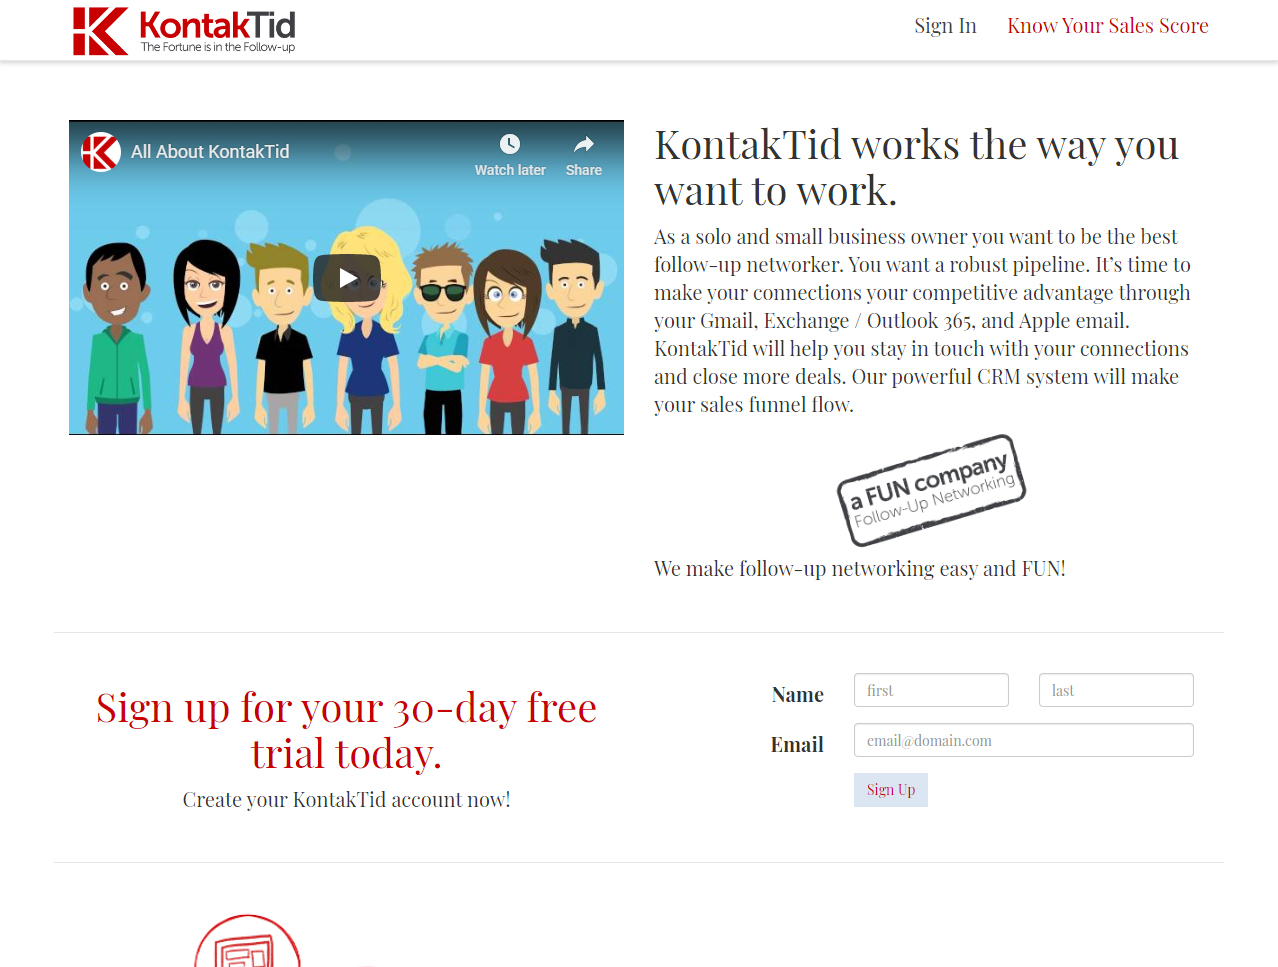 KontakTid
The Fortune is in the Follow-up
Sign In
Know Your Sales Score
All About KontakTid
Watch later
Share
KontakTid works the way you
want to work.
As a solo and small business owner you want to be the best
follow-up networker. You want a robust pipeline. It’s time to
make your connections your competitive advantage through
your Gmail, Exchange / Outlook 365, and Apple email.
KontakTid will help you stay in touch with your connections
and close more deals. Our powerful CRM system will make
your sales funnel flow.
a FUN company
Follow-Up Networking
We make follow-up networking easy and FUN!
Sign up for your 30-day free
trial today.
Create your KontakTid account now!
Name
first
last
Email
email@domain.com
Sign Up